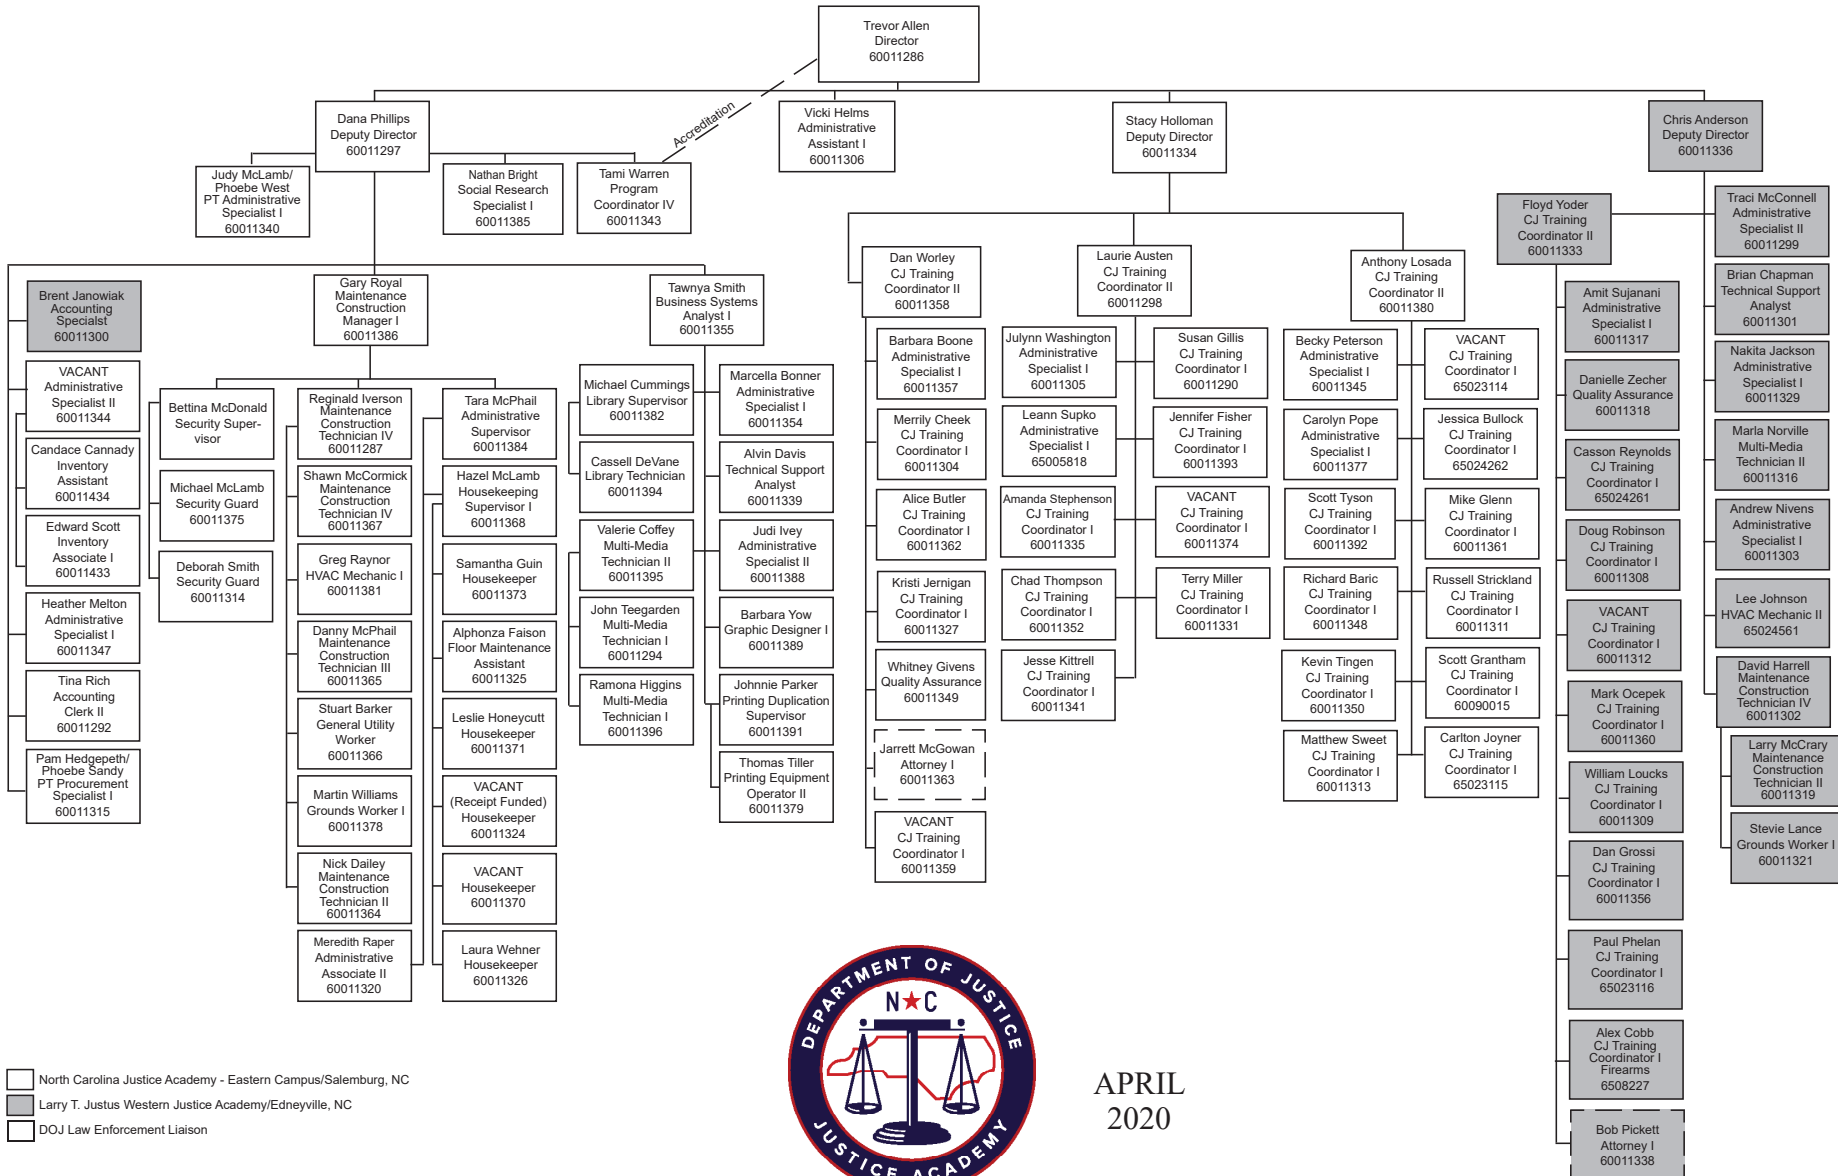 Trevor Allen
Director
60011286
Accreditation
Dana Phillips
Deputy Director
60011297
Vicki Helms
Administrative
Assistant I
60011306
Stacy Holloman
Deputy Director
60011334
Chris Anderson
Deputy Director
60011336
Judy McLamb/
Phoebe West
PT Administrative
Specialist I
60011340
Nathan Bright
Social Research
Specialist I
60011385
Tami Warren
Program
Coordinator IV
60011343
Brent Janowiak
Accounting
Specialst
60011300
VACANT
Administrative
Specialist II
60011344
Candace Cannady
Inventory
Assistant
60011434
Edward Scott
Inventory
Associate I
60011433
Heather Melton
Administrative
Specialist I
60011347
Tina Rich
Accounting
Clerk II
60011292
Pam Hedgepeth/
Phoebe Sandy
PT Procurement
Specialist I
60011315
Gary Royal
Maintenance
Construction
Manager I
60011386
Bettina McDonald
Security Super-
visor
Michael McLamb
Security Guard
60011375
Deborah Smith
Security Guard
60011314
Reginald Iverson
Maintenance
Construction
Technician IV
60011287
Shawn McCormick
Maintenance
Construction
Technician IV
60011367
Greg Raynor
HVAC Mechanic I
60011381
Danny McPhail
Maintenance
Construction
Technician III
60011365
Stuart Barker
General Utility
Worker
60011366
Martin Williams
Grounds Worker I
60011378
Nick Dailey
Maintenance
Construction
Technician II
60011364
Meredith Raper
Administrative
Associate II
60011320
Tara McPhail
Administrative
Supervisor
60011384
Hazel McLamb
Housekeeping
Supervisor I
60011368
Samantha Guin
Housekeeper
60011373
Alphonza Faison
Floor Maintenance
Assistant
60011325
Leslie Honeycutt
Housekeeper
60011371
VACANT
(Receipt Funded)
Housekeeper
60011324
VACANT
Housekeeper
60011370
Laura Wehner
Housekeeper
60011326
Tawnya Smith
Business Systems
Analyst I
60011355
Michael Cummings
Library Supervisor
60011382
Cassell DeVane
Library Technician
60011394
Valerie Coffey
Multi-Media
Technician II
60011395
John Teegarden
Multi-Media
Technician I
60011294
Ramona Higgins
Multi-Media
Technician I
60011396
Marcella Bonner
Administrative
Specialist I
60011354
Alvin Davis
Technical Support
Analyst
60011339
Judi Ivey
Administrative
Specialist II
60011388
Barbara Yow
Graphic Designer I
60011389
Johnnie Parker
Printing Duplication
Supervisor
60011391
Thomas Tiller
Printing Equipment
Operator II
60011379
Dan Worley
CJ Training
Coordinator II
60011358
Barbara Boone
Administrative
Specialist I
60011357
Merrily Cheek
CJ Training
Coordinator I
60011304
Alice Butler
CJ Training
Coordinator I
60011362
Kristi Jernigan
CJ Training
Coordinator I
60011327
Whitney Givens
Quality Assurance
60011349
Jarrett McGowan
Attorney I
60011363
VACANT
CJ Training
Coordinator I
60011359
Laurie Austen
CJ Training
Coordinator II
60011298
Julynn Washington
Administrative
Specialist I
60011305
Leann Supko
Administrative
Specialist I
65005818
Amanda Stephenson
CJ Training
Coordinator I
60011335
Chad Thompson
CJ Training
Coordinator I
60011352
Jesse Kittrell
CJ Training
Coordinator I
60011341
Susan Gillis
CJ Training
Coordinator I
60011290
Jennifer Fisher
CJ Training
Coordinator I
60011393
VACANT
CJ Training
Coordinator I
60011374
Terry Miller
CJ Training
Coordinator I
60011331
Anthony Losada
CJ Training
Coordinator II
60011380
Becky Peterson
Administrative
Specialist I
60011345
Carolyn Pope
Administrative
Specialist I
60011377
Scott Tyson
CJ Training
Coordinator I
60011392
Richard Baric
CJ Training
Coordinator I
60011348
Kevin Tingen
CJ Training
Coordinator I
60011350
Matthew Sweet
CJ Training
Coordinator I
60011313
VACANT
CJ Training
Coordinator I
65023114
Jessica Bullock
CJ Training
Coordinator I
65024262
Mike Glenn
CJ Training
Coordinator I
60011361
Russell Strickland
CJ Training
Coordinator I
60011311
Scott Grantham
CJ Training
Coordinator I
60090015
Carlton Joyner
CJ Training
Coordinator I
65023115
Floyd Yoder
CJ Training
Coordinator II
60011333
Amit Sujanani
Administrative
Specialist I
60011317
Danielle Zecher
Quality Assurance
60011318
Casson Reynolds
CJ Training
Coordinator I
65024261
Doug Robinson
CJ Training
Coordinator I
60011308
VACANT
CJ Training
Coordinator I
60011312
Mark Ocepek
CJ Training
Coordinator I
60011360
William Loucks
CJ Training
Coordinator I
60011309
Dan Grossi
CJ Training
Coordinator I
60011356
Paul Phelan
CJ Training
Coordinator I
65023116
Alex Cobb
CJ Training
Coordinator I
Firearms
6508227
Bob Pickett
Attorney I
60011338
Traci McConnell
Administrative
Specialist II
60011299
Brian Chapman
Technical Support
Analyst
60011301
Nakita Jackson
Administrative
Specialist I
60011329
Marla Norville
Multi-Media
Technician II
60011316
Andrew Nivens
Administrative
Specialist I
60011303
Lee Johnson
HVAC Mechanic II
65024561
David Harrell
Maintenance
Construction
Technician IV
60011302
Larry McCrary
Maintenance
Construction
Technician II
60011319
Stevie Lance
Grounds Worker I
60011321
North Carolina Justice Academy - Eastern Campus/Salemburg, NC
Larry T. Justus Western Justice Academy/Edneyville, NC
DOJ Law Enforcement Liaison
DEPARTMENT OF JUSTICE
N C
JUSTICE ACADEMY
APRIL
2020